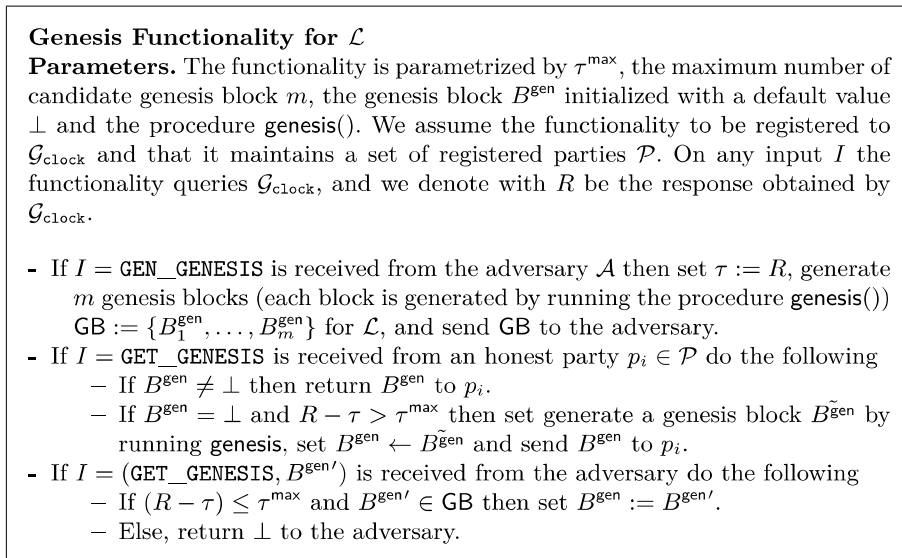 Genesis Functionality for ℒ
Parameters. The functionality is parametrized by τ^max, the maximum number of
candidate genesis block m, the genesis block B^gen initialized with a default value
⊥ and the procedure genesis(). We assume the functionality to be registered to
𝒢_clock and that it maintains a set of registered parties 𝒫. On any input I the
functionality queries 𝒢_clock, and we denote with R be the response obtained by
𝒢_clock.
- If I = GEN_GENESIS is received from the adversary 𝒜 then set τ := R, generate
m genesis blocks (each block is generated by running the procedure genesis())
GB := {B_1^gen, . . . , B_m^gen} for ℒ, and send GB to the adversary.
- If I = GET_GENESIS is received from an honest party p_i ∈ 𝒫 do the following
– If B^gen ≠ ⊥ then return B^gen to p_i.
– If B^gen = ⊥ and R − τ > τ^max then set generate a genesis block B^g̃en by
running genesis, set B^gen ← B^g̃en and send B^gen to p_i.
- If I = (GET_GENESIS, B^gen′) is received from the adversary do the following
– If (R − τ) ≤ τ^max and B^gen′ ∈ GB then set B^gen := B^gen′.
– Else, return ⊥ to the adversary.